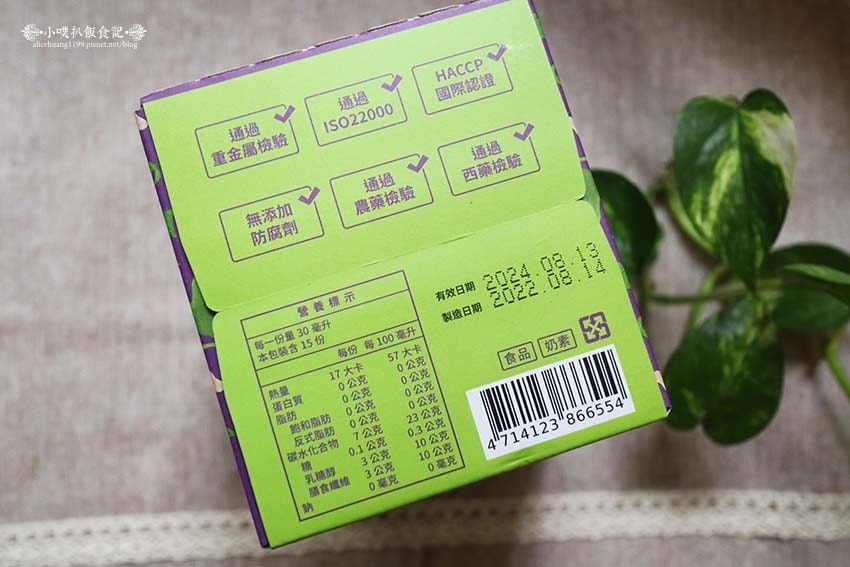 小噗扒飯食記
alicehuang1199.pixnet.net/blog
通過
重金屬檢驗
通過
ISO22000
HACCP
國際認證
無添加
防腐劑
通過
農藥檢驗
通過
西藥檢驗
營養標示
每一份量 30 毫升
本包裝含 15 份
每份 每 100 毫升
熱量 17 大卡 57 大卡
蛋白質 0 公克 0 公克
脂肪 0 公克 0 公克
飽和脂肪 0 公克 0 公克
反式脂肪 0 公克 0 公克
碳水化合物 7 公克 23 公克
糖 0.1 公克 0.3 公克
乳糖醇 3 公克 10 公克
膳食纖維 3 公克 10 公克
鈉 0 毫克 0 毫克
有效日期 2024.08.13
製造日期 2022.08.14
食品 奶素
4 714123 866554